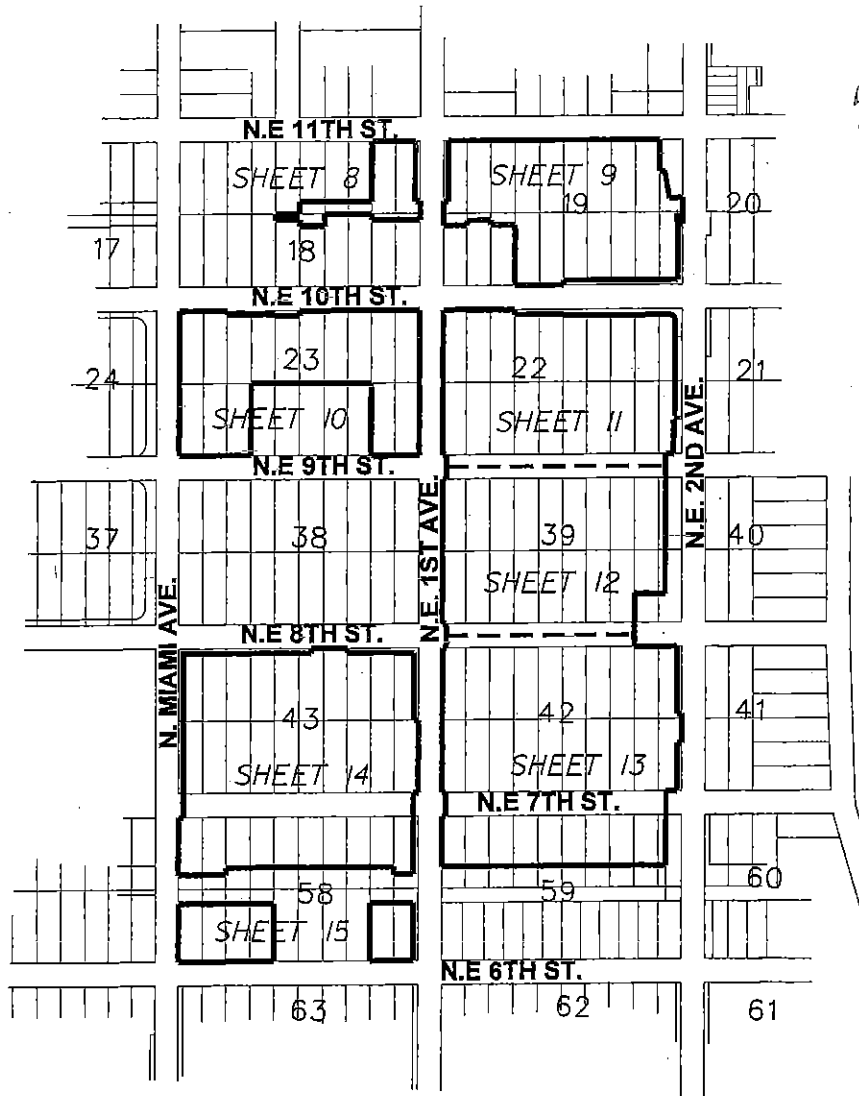 N.E 11TH ST.
SHEET 8
SHEET 9
19
20
17
18
N.E 10TH ST.
23
22
21
24
SHEET 10
SHEET 11
N.E 9TH ST.
N.E. 2ND AVE.
37
38
39
40
N.E. 1ST AVE.
SHEET 12
N. MIAMI AVE.
N.E 8TH ST.
43
42
41
SHEET 14
SHEET 13
N.E 7TH ST.
58
59
60
SHEET 15
N.E 6TH ST.
63
62
61